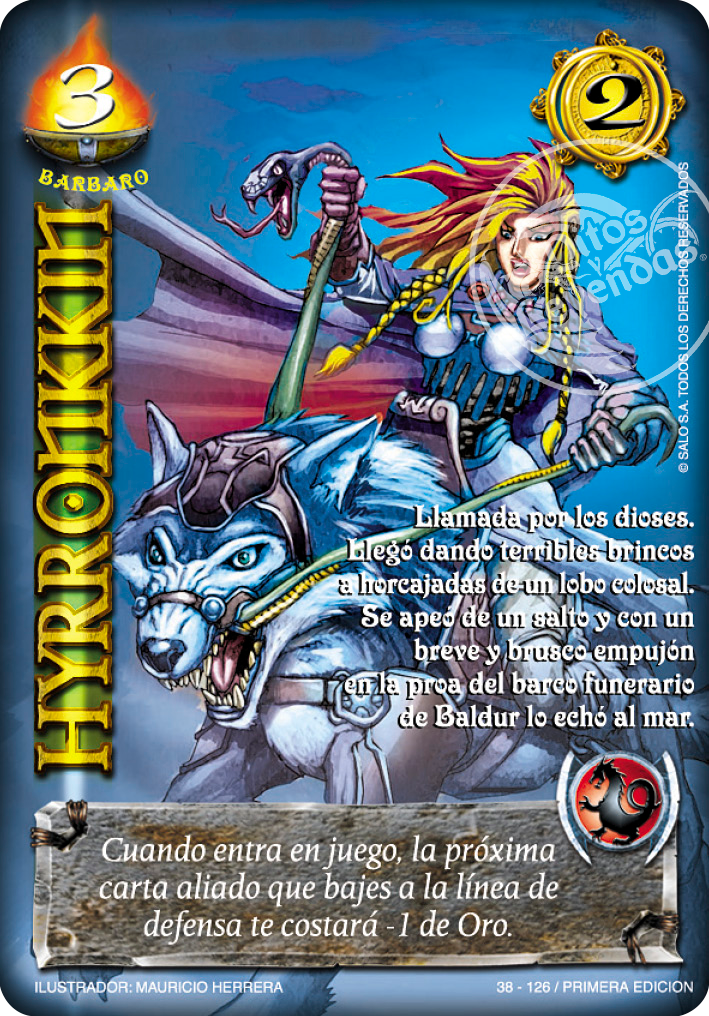 3
2
BARBARO
HYRRONKKIN
Mitos
y
Leyendas
®
© SALO S.A. TODOS LOS DERECHOS RESERVADOS
Llamada por los dioses.
Llegó dando terribles brincos
a horcajadas de un lobo colosal.
Se apeó de un salto y con un
breve y brusco empujón
en la proa del barco funerario
de Baldur lo echó al mar.
Cuando entra en juego, la próxima
carta aliado que bajes a la línea de
defensa te costará -1 de Oro.
ILUSTRADOR: MAURICIO HERRERA
38 - 126 / PRIMERA EDICION